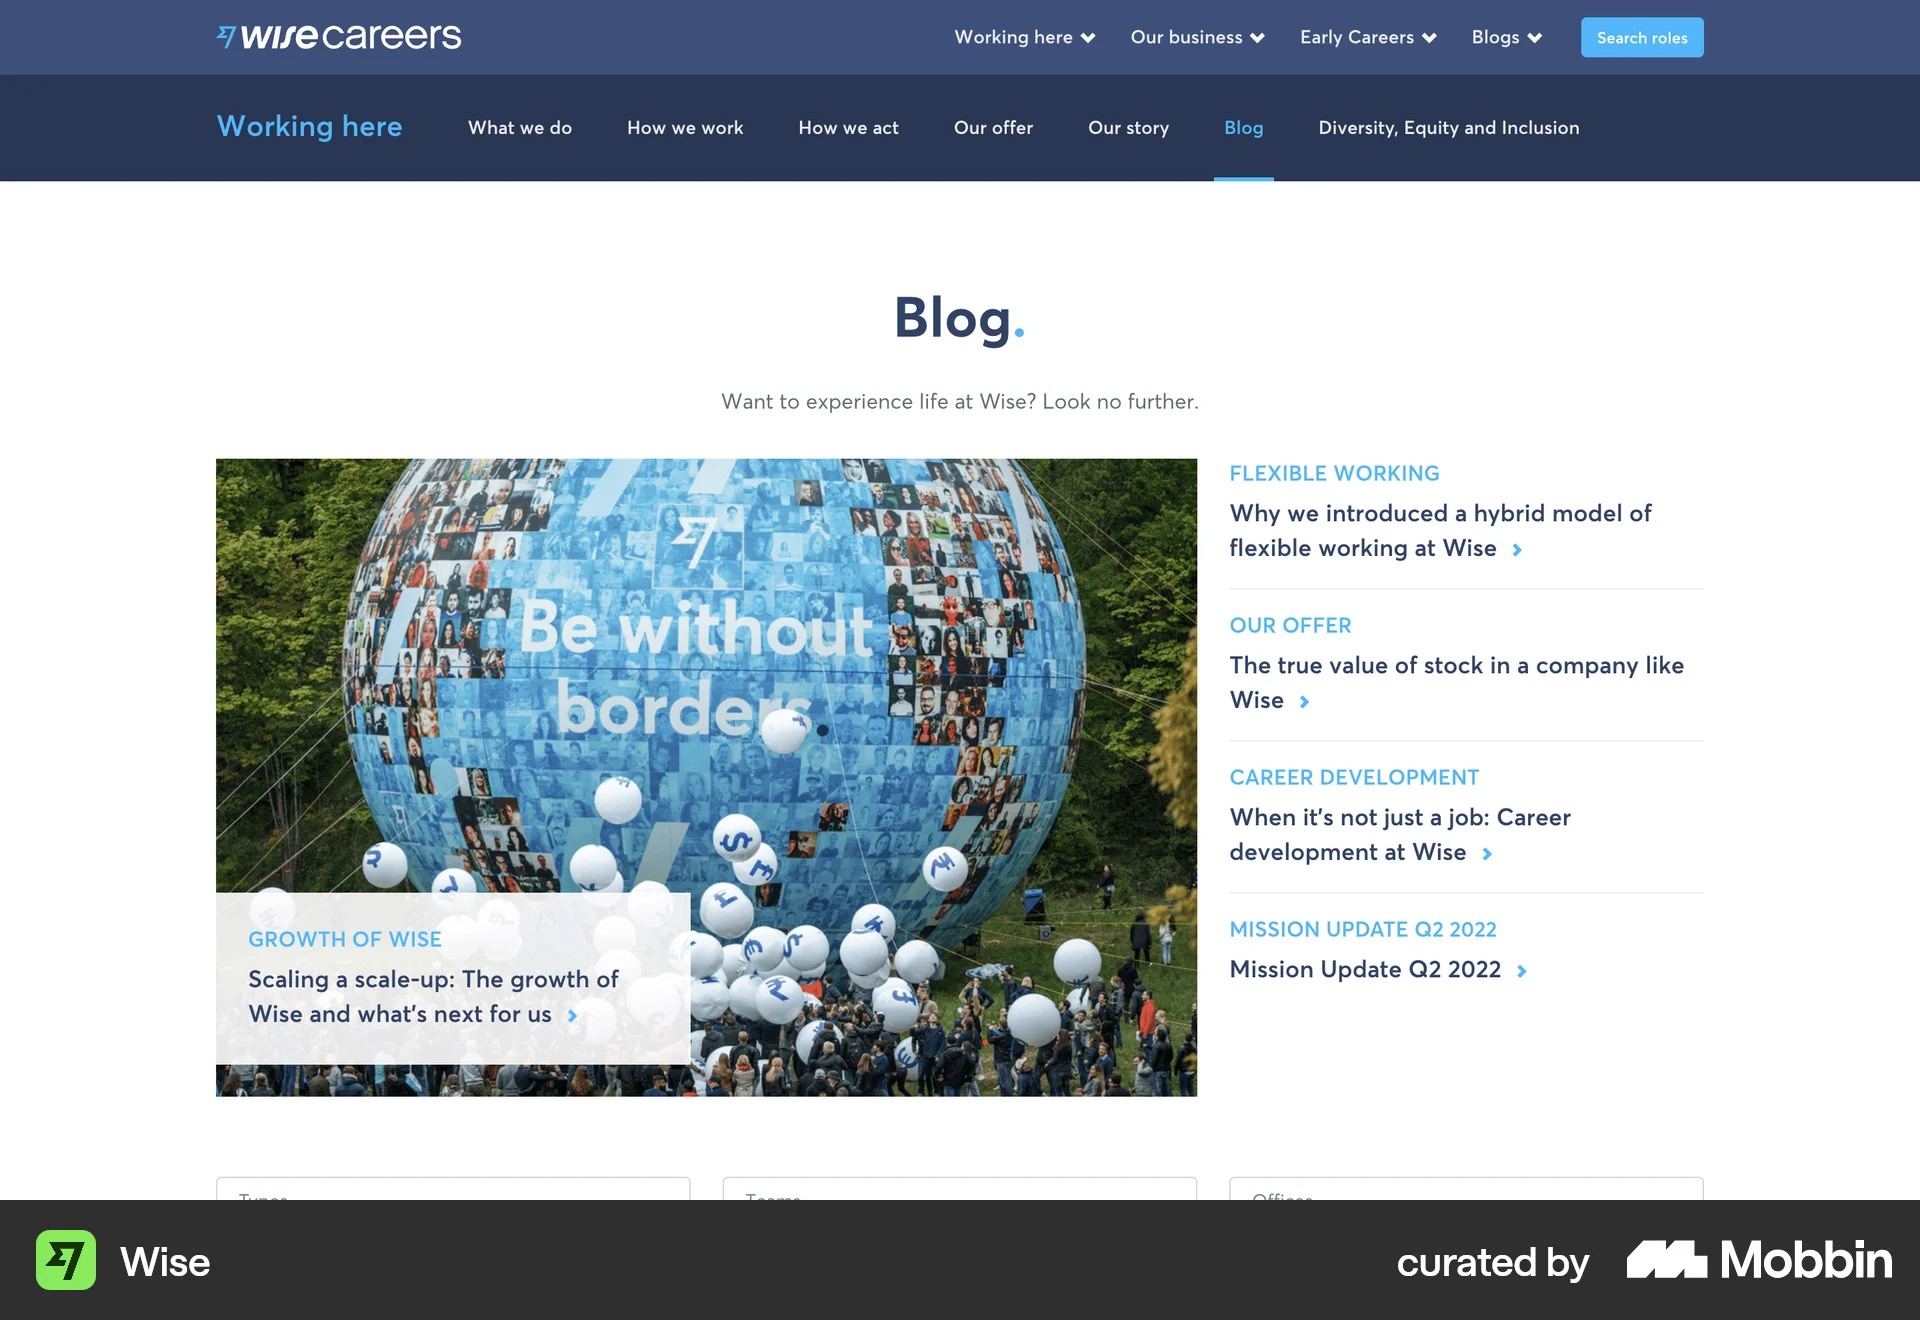 wise careers
Working here
Our business
Early Careers
Blogs
Search roles
Working here
What we do
How we work
How we act
Our offer
Our story
Blog
Diversity, Equity and Inclusion
Blog.
Want to experience life at Wise? Look no further.
Be without
borders.
GROWTH OF WISE
Scaling a scale-up: The growth of
Wise and what's next for us
FLEXIBLE WORKING
Why we introduced a hybrid model of
flexible working at Wise
OUR OFFER
The true value of stock in a company like
Wise
CAREER DEVELOPMENT
When it's not just a job: Career
development at Wise
MISSION UPDATE Q2 2022
Mission Update Q2 2022
Types
Teams
Offices
Wise
curated by
Mobbin